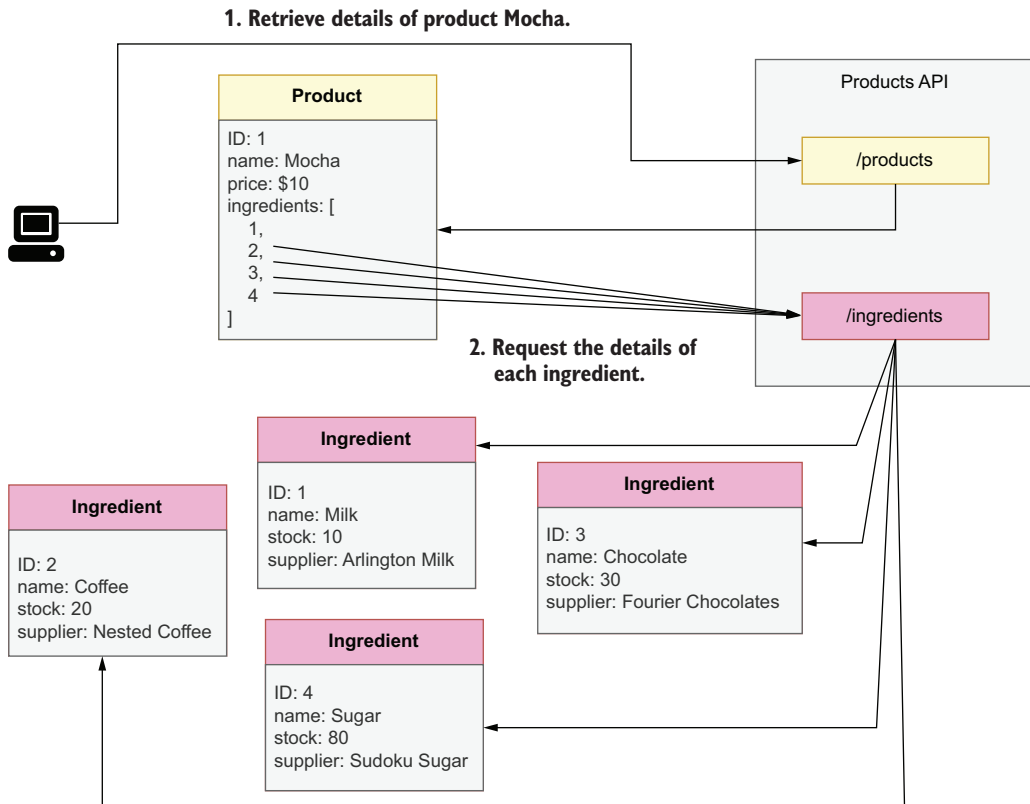 1. Retrieve details of product Mocha.
Product
ID: 1
name: Mocha
price: $10
ingredients: [
1,
2,
3,
4
]
Products API
/products
/ingredients
2. Request the details of
each ingredient.
Ingredient
ID: 1
name: Milk
stock: 10
supplier: Arlington Milk
Ingredient
ID: 3
name: Chocolate
stock: 30
supplier: Fourier Chocolates
Ingredient
ID: 2
name: Coffee
stock: 20
supplier: Nested Coffee
Ingredient
ID: 4
name: Sugar
stock: 80
supplier: Sudoku Sugar